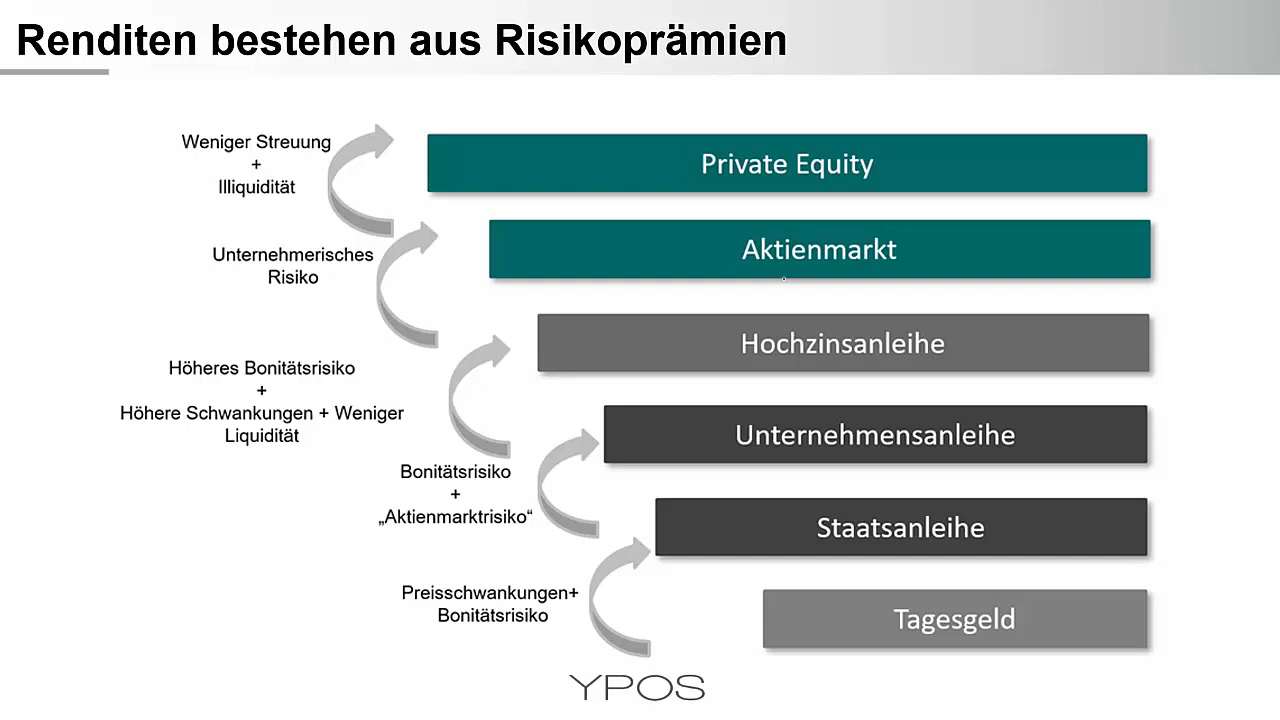 Renditen bestehen aus Risikoprämien
Weniger Streuung
+
Illiquidität
Private Equity
Unternehmerisches
Risiko
Aktienmarkt
Hochzinsanleihe
Höheres Bonitätsrisiko
+
Höhere Schwankungen + Weniger
Liquidität
Unternehmensanleihe
Bonitätsrisiko
+
„Aktienmarktrisiko“
Staatsanleihe
Preisschwankungen+
Bonitätsrisiko
Tagesgeld
YPOS